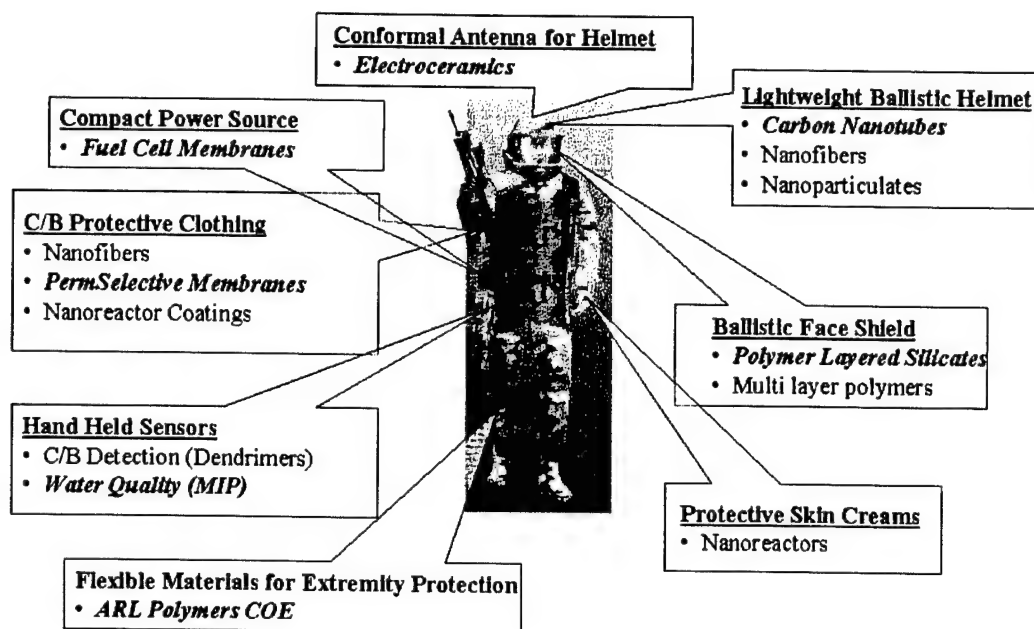 Conformal Antenna for Helmet
• Electroceramics
Compact Power Source
• Fuel Cell Membranes
Lightweight Ballistic Helmet
• Carbon Nanotubes
• Nanofibers
• Nanoparticulates
C/B Protective Clothing
• Nanofibers
• PermSelective Membranes
• Nanoreactor Coatings
Ballistic Face Shield
• Polymer Layered Silicates
• Multi layer polymers
Hand Held Sensors
• C/B Detection (Dendrimers)
• Water Quality (MIP)
Protective Skin Creams
• Nanoreactors
Flexible Materials for Extremity Protection
• ARL Polymers COE